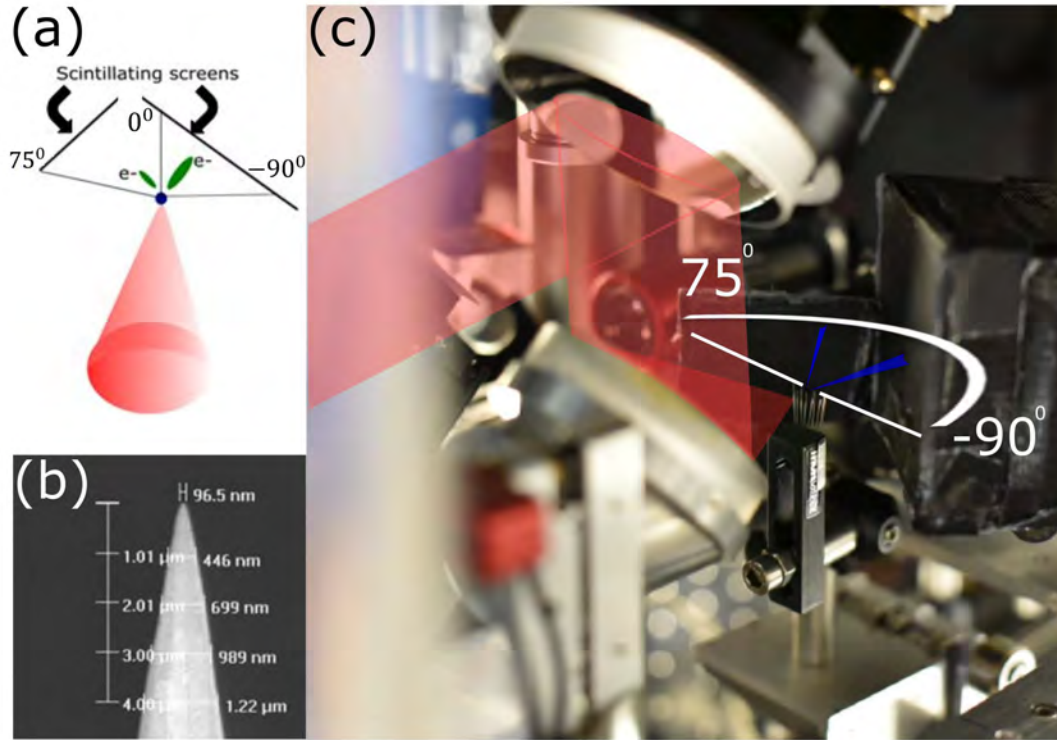 (a)
Scintillating screens
0⁰
75⁰
-90⁰
e-
e-
(b)
96.5 nm
1.01 µm
446 nm
2.01 µm
699 nm
3.00 µm
989 nm
4.00 µm
1.22 µm
(c)
75⁰
-90⁰